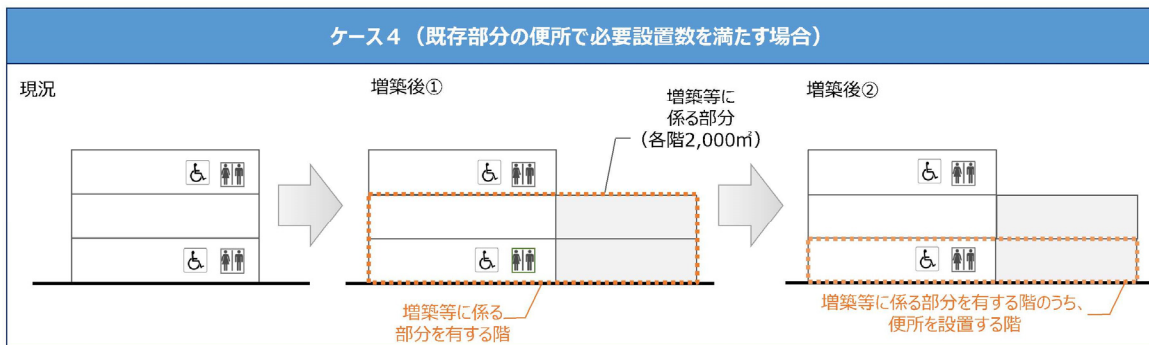 ケース４（既存部分の便所で必要設置数を満たす場合）
現況
増築後①
増築等に
係る部分
（各階2,000㎡）
増築等に係る
部分を有する階
増築後②
増築等に係る部分を有する階のうち、
便所を設置する階